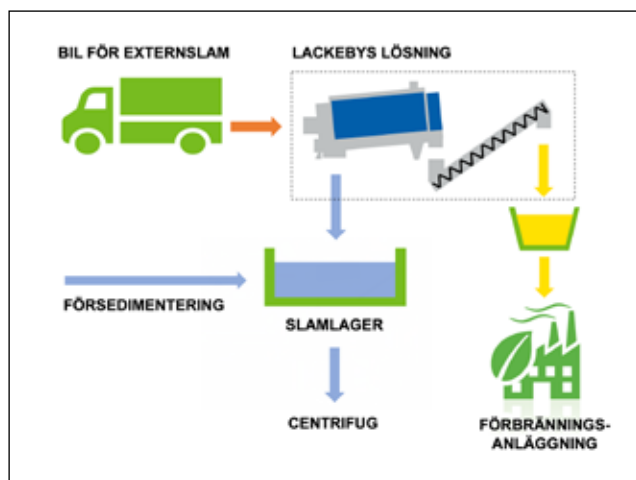 BIL FÖR EXTERNSLAM
LACKEBYS LÖSNING
FÖRSEDIMENTERING
SLAMLAGER
CENTRIFUG
FÖRBRÄNNINGS-
ANLÄGGNING